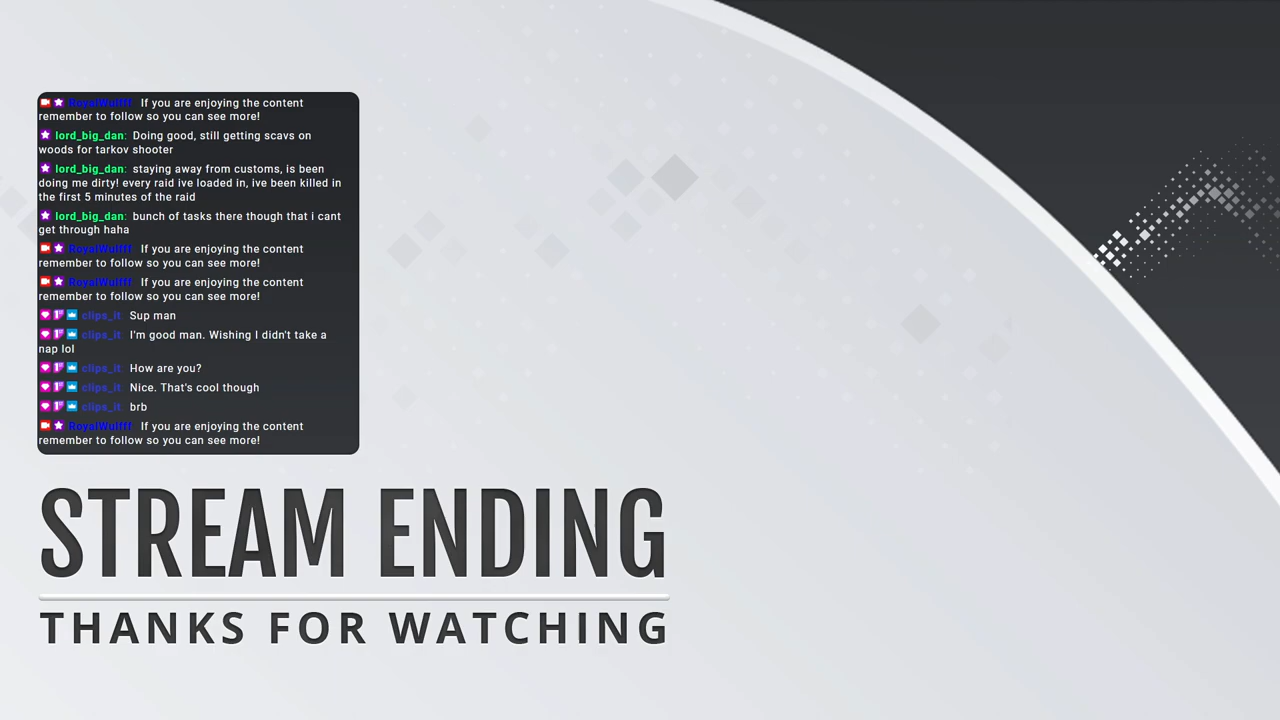 RoyalWulfff If you are enjoying the content
remember to follow so you can see more!
lord_big_dan: Doing good, still getting scavs on
woods for tarkov shooter
lord_big_dan: staying away from customs, is been
doing me dirty! every raid ive loaded in, ive been killed in
the first 5 minutes of the raid
lord_big_dan: bunch of tasks there though that i cant
get through haha
RoyalWulfff If you are enjoying the content
remember to follow so you can see more!
RoyalWulfff If you are enjoying the content
remember to follow so you can see more!
clips_it Sup man
clips_it I'm good man. Wishing I didn't take a
nap lol
clips_it How are you?
clips_it Nice. That's cool though
clips_it brb
RoyalWulfff If you are enjoying the content
remember to follow so you can see more!
STREAM ENDING
THANKS FOR WATCHING